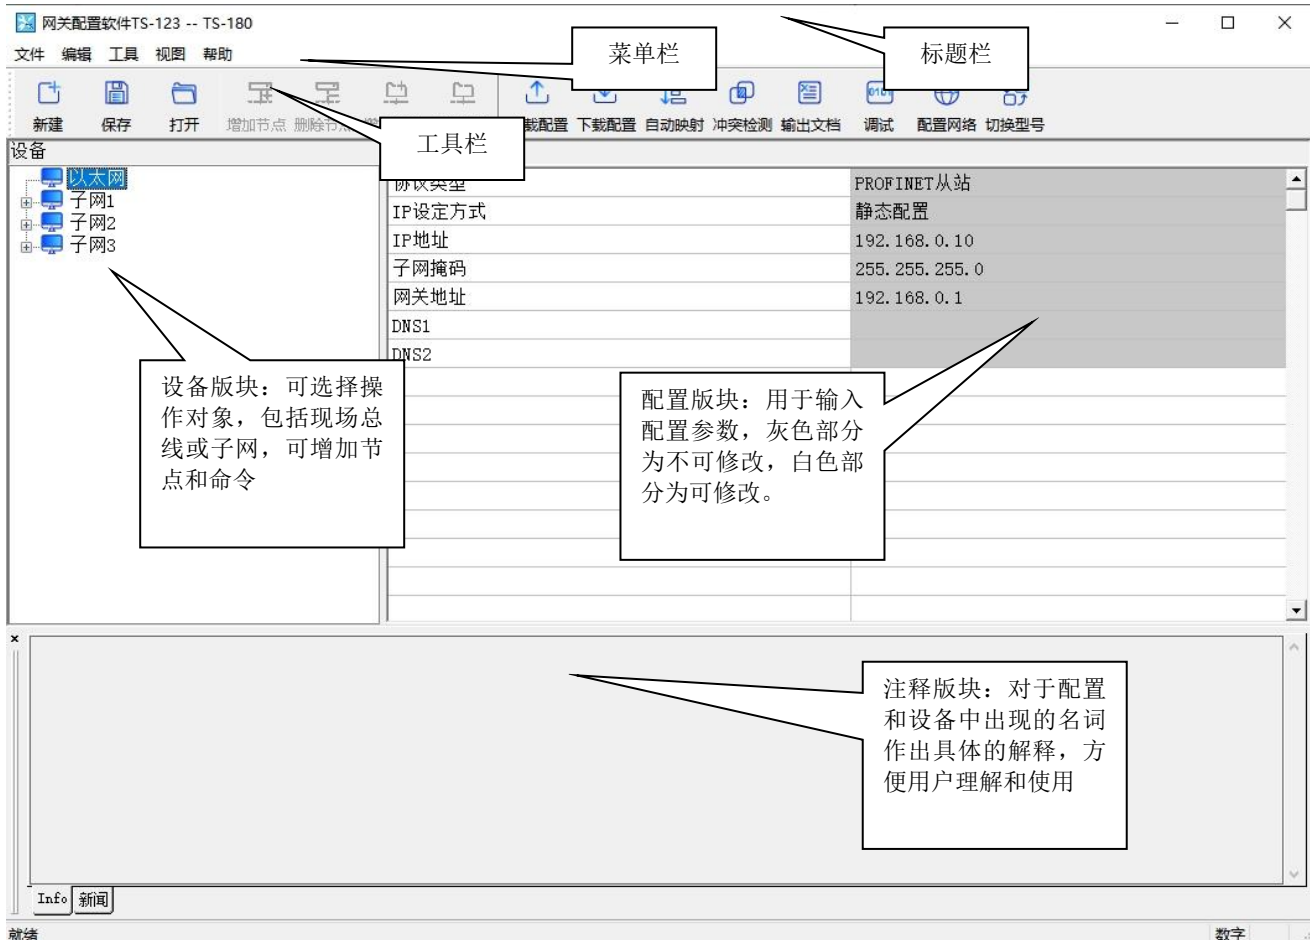 网关配置软件TS-123 -- TS-180
标题栏
菜单栏
文件 编辑 工具 视图 帮助
新建 保存 打开 增加节点 删除节点 载配置 下载配置 自动映射 冲突检测 输出文档 调试 配置网络 切换型号
工具栏
设备
以太网
子网1
子网2
子网3
协议类型 PROFINET从站
IP设定方式 静态配置
IP地址 192.168.0.10
子网掩码 255.255.255.0
网关地址 192.168.0.1
DNS1
DNS2
设备版块：可选择操
作对象，包括现场总
线或子网，可增加节
点和命令
配置版块：用于输入
配置参数，灰色部分
为不可修改，白色部
分为可修改。
注释版块：对于配置
和设备中出现的名词
作出具体的解释，方
便用户理解和使用
Info 新闻
就绪 数字